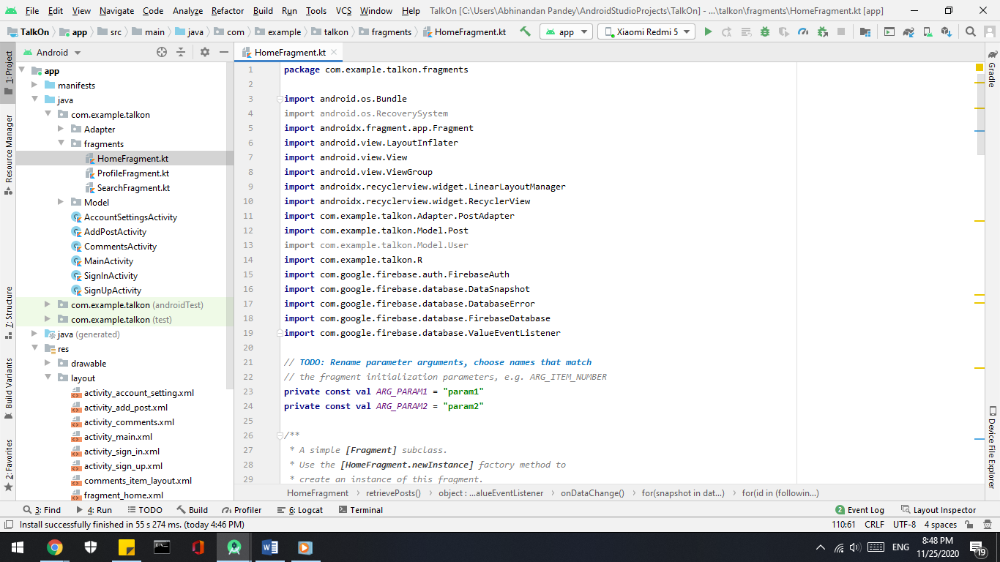 File Edit View Navigate Code Analyze Refactor Build Run Tools VCS Window Help TalkOn [C:\Users\Abhinandan Pandey\AndroidStudioProjects\TalkOn] - ...\talkon\fragments\HomeFragment.kt [app]
TalkOn app src main java com example talkon fragments HomeFragment.kt app Xiaomi Redmi 5
1: Project
Resource Manager
7: Structure
Build Variants
2: Favorites
Android
app
manifests
java
com.example.talkon
Adapter
fragments
HomeFragment.kt
ProfileFragment.kt
SearchFragment.kt
Model
AccountSettingsActivity
AddPostActivity
CommentsActivity
MainActivity
SignInActivity
SignUpActivity
com.example.talkon (androidTest)
com.example.talkon (test)
java (generated)
res
drawable
layout
activity_account_setting.xml
activity_add_post.xml
activity_comments.xml
activity_main.xml
activity_sign_in.xml
activity_sign_up.xml
comments_item_layout.xml
fragment_home.xml
HomeFragment.kt
1 package com.example.talkon.fragments
2
3 import android.os.Bundle
4 import android.os.RecoverySystem
5 import androidx.fragment.app.Fragment
6 import android.view.LayoutInflater
7 import android.view.View
8 import android.view.ViewGroup
9 import androidx.recyclerview.widget.LinearLayoutManager
10 import androidx.recyclerview.widget.RecyclerView
11 import com.example.talkon.Adapter.PostAdapter
12 import com.example.talkon.Model.Post
13 import com.example.talkon.Model.User
14 import com.example.talkon.R
15 import com.google.firebase.auth.FirebaseAuth
16 import com.google.firebase.database.DataSnapshot
17 import com.google.firebase.database.DatabaseError
18 import com.google.firebase.database.FirebaseDatabase
19 import com.google.firebase.database.ValueEventListener
20
21 // TODO: Rename parameter arguments, choose names that match
22 // the fragment initialization parameters, e.g. ARG_ITEM_NUMBER
23 private const val ARG_PARAM1 = "param1"
24 private const val ARG_PARAM2 = "param2"
25
26 /**
27 * A simple [Fragment] subclass.
28 * Use the [HomeFragment.newInstance] factory method to
29 * create an instance of this fragment.
HomeFragment retrievePosts() object : ...alueEventListener onDataChange() for(snapshot in dat...) for(id in (followin...)
Gradle
Device File Explorer
3: Find 4: Run TODO Build Profiler 6: Logcat Terminal 2 Event Log Layout Inspector
Install successfully finished in 55 s 274 ms. (today 4:46 PM) 110:61 CRLF UTF-8 4 spaces
ENG 8:48 PM
11/25/2020 19